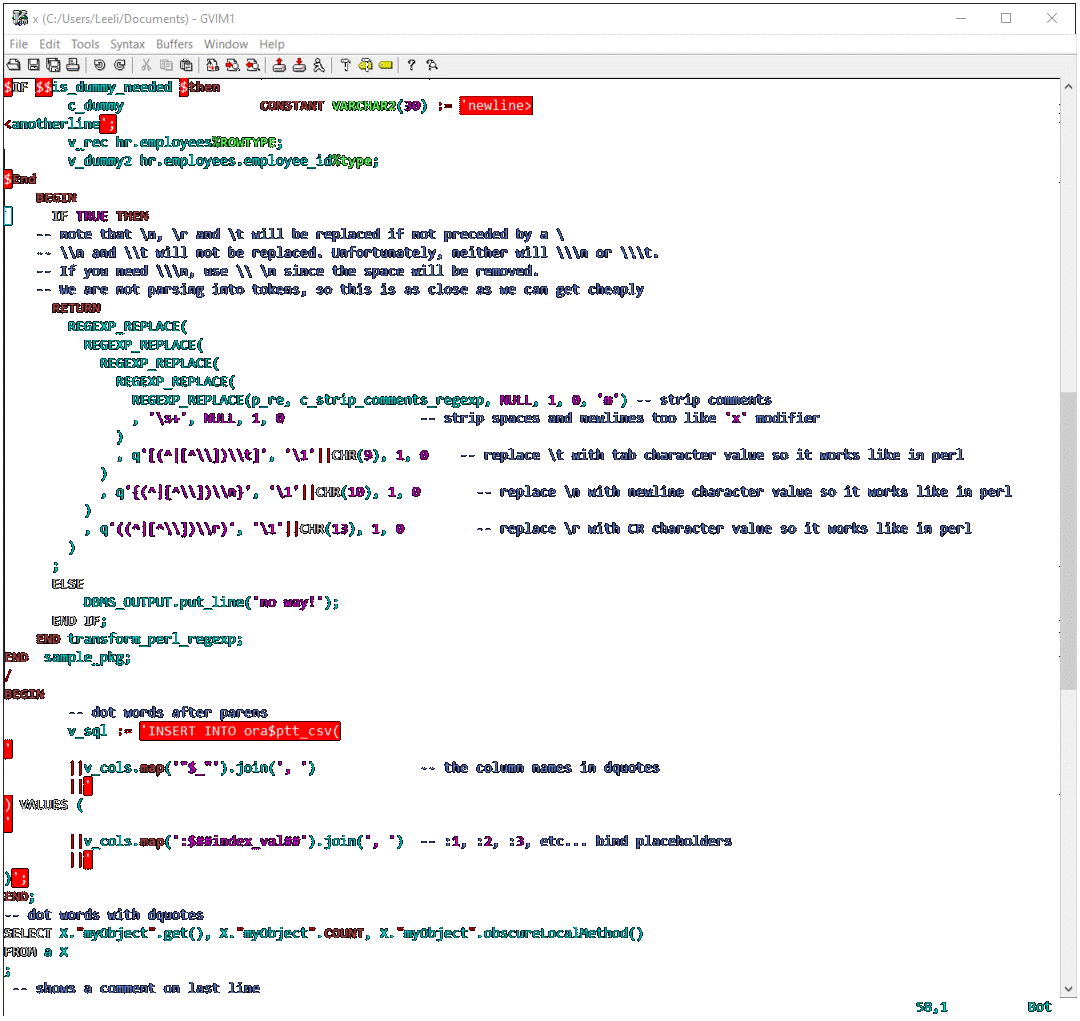 x (C:/Users/Leeli/Documents) - GVIM1
File Edit Tools Syntax Buffers Window Help
$IF $$is_dummy_needed $then
        c_dummy                 CONSTANT VARCHAR2(30) := 'newline>
<anotherline';
        v_rec hr.employees%ROWTYPE;
        v_dummy2 hr.employees.employee_id%type;
$End
    BEGIN
      IF TRUE THEN
    -- note that \n, \r and \t will be replaced if not preceded by a \
    -- \\n and \\t will not be replaced. Unfortunately, neither will \\\n or \\\t.
    -- If you need \\\n, use \\ \n since the space will be removed.
    -- We are not parsing into tokens, so this is as close as we can get cheaply
      RETURN
        REGEXP_REPLACE(
          REGEXP_REPLACE(
            REGEXP_REPLACE(
              REGEXP_REPLACE(
                REGEXP_REPLACE(p_re, c_strip_comments_regexp, NULL, 1, 0, 'm') -- strip comments
                , '\s+', NULL, 1, 0                 -- strip spaces and newlines too like 'x' modifier
              )
              , q'[(^|[^\\])\\t]', '\1'||CHR(9), 1, 0    -- replace \t with tab character value so it works like in perl
            )
            , q'{(^|[^\\])\\n}', '\1'||CHR(10), 1, 0       -- replace \n with newline character value so it works like in perl
          )
          , q'((^|[^\\])\\r)', '\1'||CHR(13), 1, 0         -- replace \r with CR character value so it works like in perl
        )
      ;
      ELSE
          DBMS_OUTPUT.put_line('no way!');
      END IF;
    END transform_perl_regexp;
END  sample_pkg;
/
BEGIN
        -- dot words after parens
        v_sql := 'INSERT INTO ora$ptt_csv(
'
        ||v_cols.map('"$_"').join(', ')             -- the column names in dquotes
        ||'
) VALUES (
'
        ||v_cols.map(':$##index_val##').join(', ')  -- :1, :2, :3, etc... bind placeholders
        ||'
)';
END;
-- dot words with dquotes
SELECT X."myObject".get(), X."myObject".COUNT, X."myObject".obscureLocalMethod()
FROM a X
;
 -- shows a comment on last line
58,1 Bot